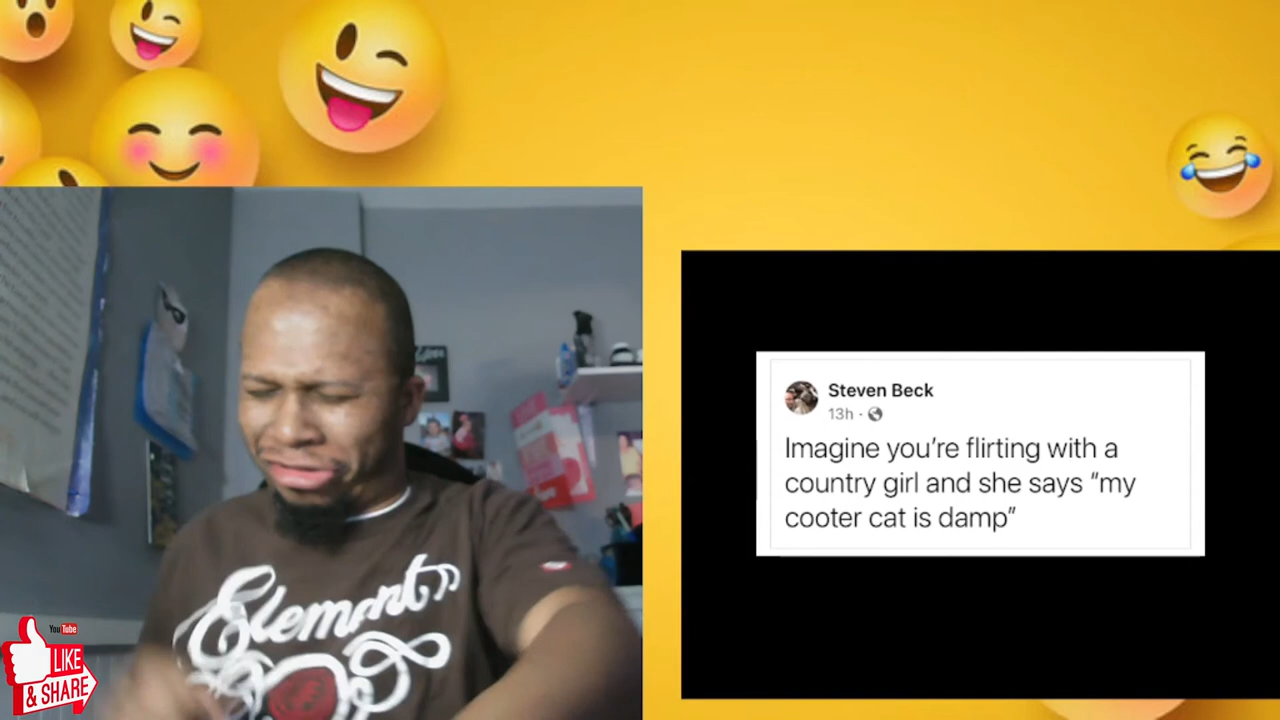 Steven Beck
13h
Imagine you're flirting with a
country girl and she says "my
cooter cat is damp"
Element
YouTube
LIKE
& SHARE